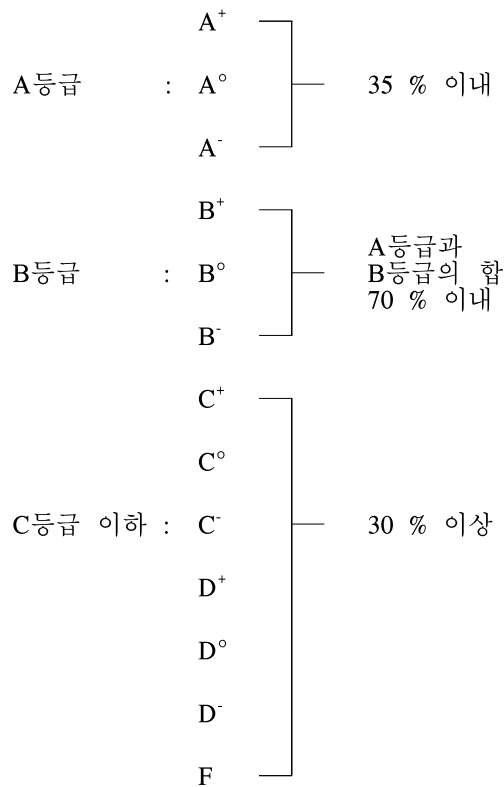 A⁺
A등급 : A° 35 % 이내
A⁻
B⁺
A등급과
B등급 : B° B등급의 합
70 % 이내
B⁻
C⁺
C°
C등급 이하 : C⁻ 30 % 이상
D⁺
D°
D⁻
F